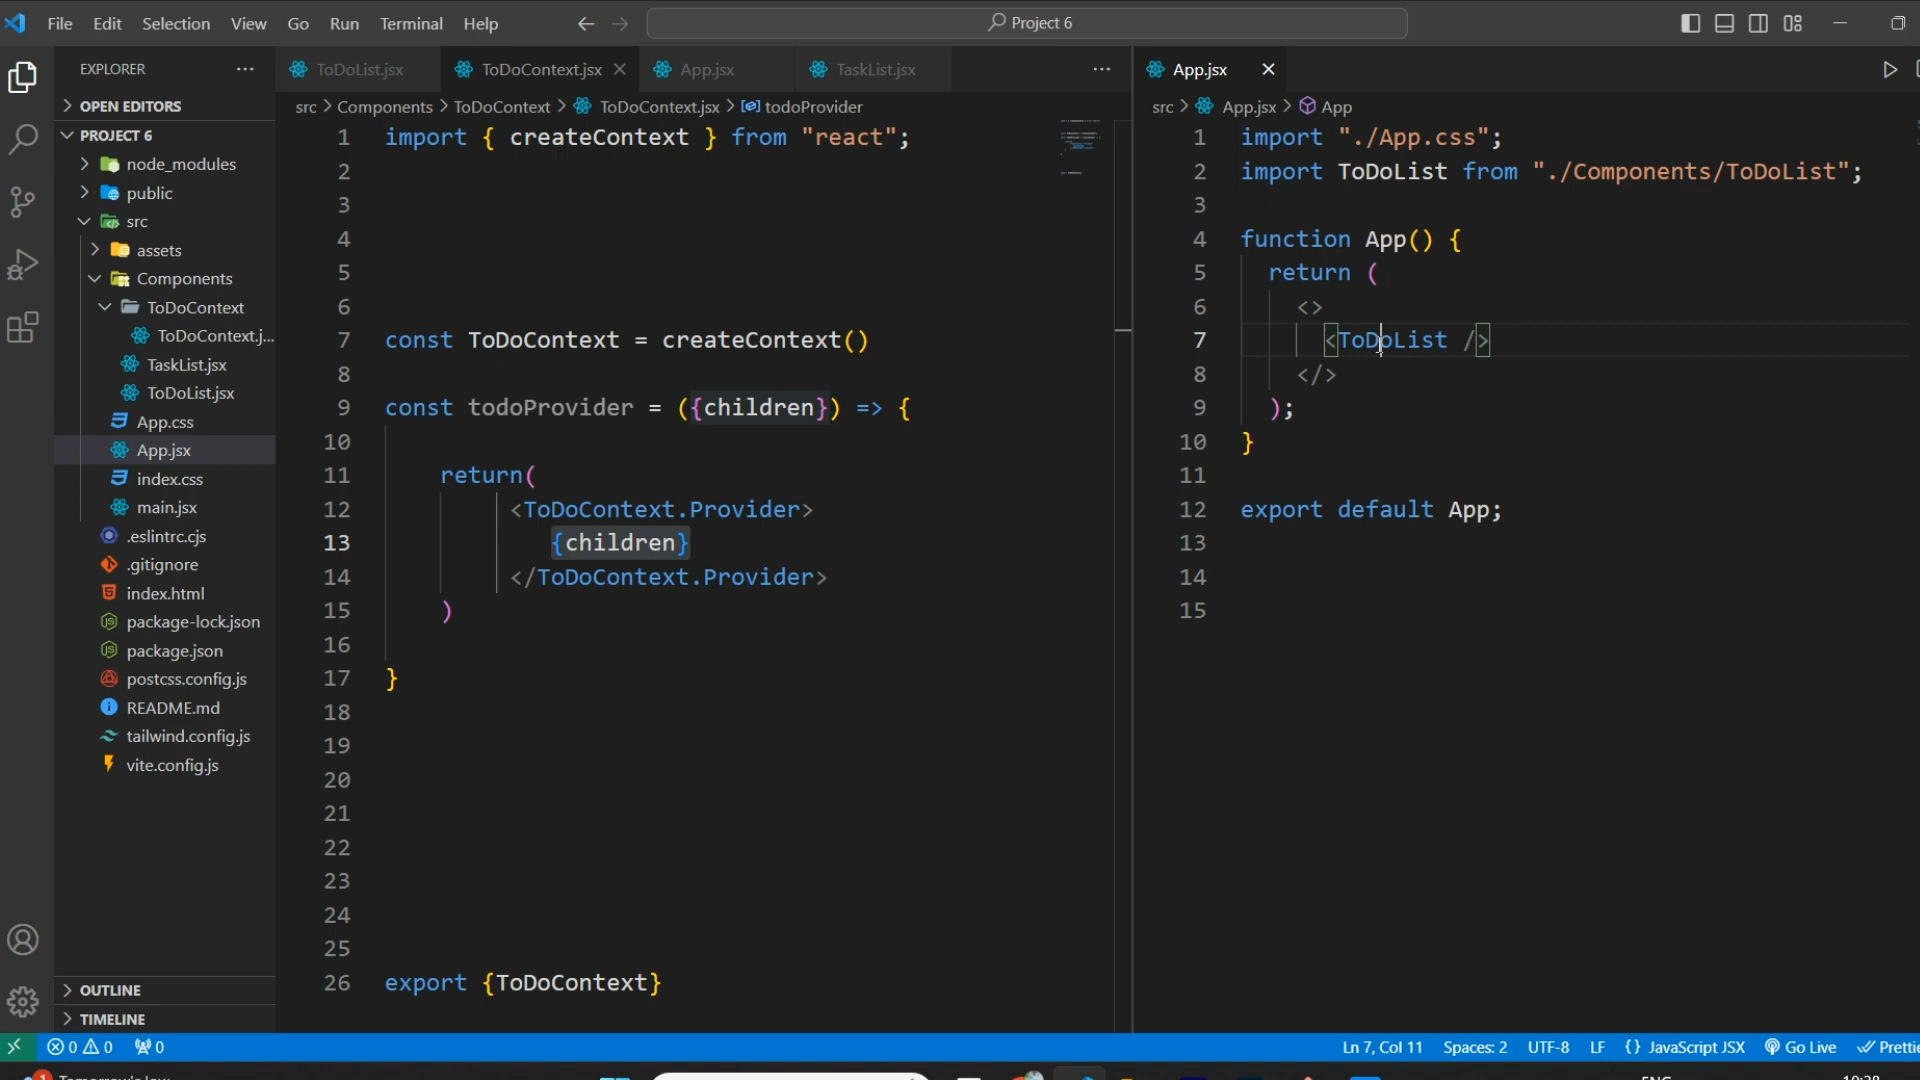 File Edit Selection View Go Run Terminal Help
Project 6
EXPLORER
OPEN EDITORS
PROJECT 6
node_modules
public
src
assets
Components
ToDoContext
ToDoContext.j...
TaskList.jsx
ToDoList.jsx
App.css
App.jsx
index.css
main.jsx
.eslintrc.cjs
.gitignore
index.html
package-lock.json
package.json
postcss.config.js
README.md
tailwind.config.js
vite.config.js
OUTLINE
TIMELINE
ToDoList.jsx ToDoContext.jsx App.jsx TaskList.jsx
src > Components > ToDoContext > ToDoContext.jsx > todoProvider
1 import { createContext } from "react";
2
3
4
5
6
7 const ToDoContext = createContext()
8
9 const todoProvider = ({children}) => {
10
11 return(
12 <ToDoContext.Provider>
13 {children}
14 </ToDoContext.Provider>
15 )
16
17 }
18
19
20
21
22
23
24
25
26 export {ToDoContext}
App.jsx
src > App.jsx > App
1 import "./App.css";
2 import ToDoList from "./Components/ToDoList";
3
4 function App() {
5 return (
6 <>
7 <ToDoList />
8 </>
9 );
10 }
11
12 export default App;
13
14
15
0 0 0 Ln 7, Col 11 Spaces: 2 UTF-8 LF {} JavaScript JSX Go Live
1